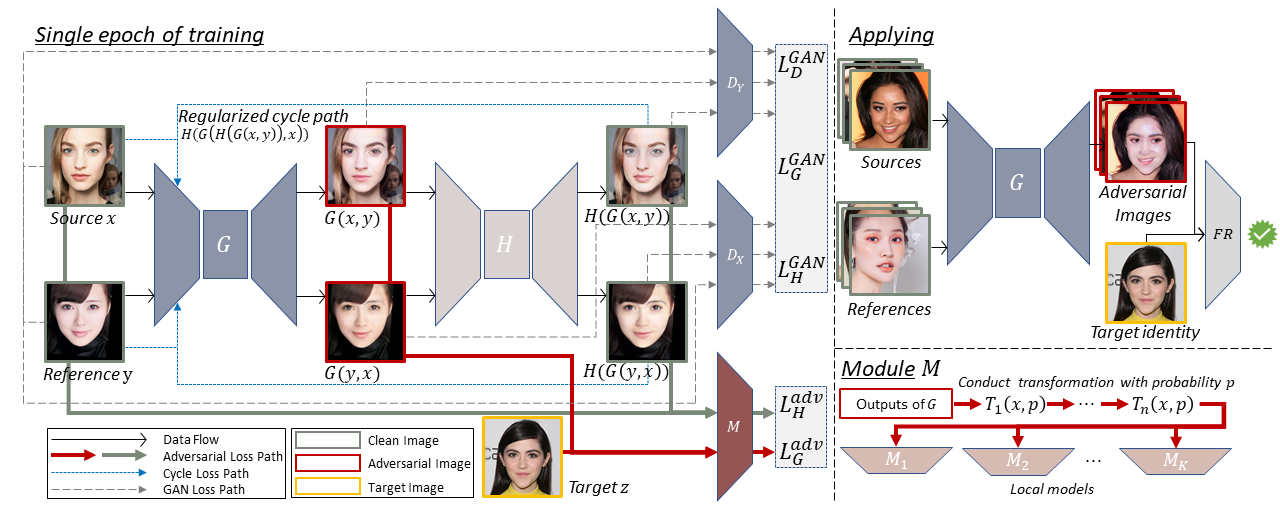 Single epoch of training
Regularized cycle path
H(G(H(G(x, y)), x))
Source x
G(x, y)
H(G(x, y))
G
H
Reference y
G(y, x)
H(G(y, x))
D_Y
D_X
M
L_D^{GAN}
L_G^{GAN}
L_H^{GAN}
L_H^{adv}
L_G^{adv}
Target z
Data Flow
Adversarial Loss Path
Cycle Loss Path
GAN Loss Path
Clean Image
Adversarial Image
Target Image
Applying
Sources
References
G
Adversarial
Images
FR
Target identity
Module M
Conduct transformation with probability p
Outputs of G
T_1(x, p)
···
T_n(x, p)
M_1
M_2
···
M_K
Local models